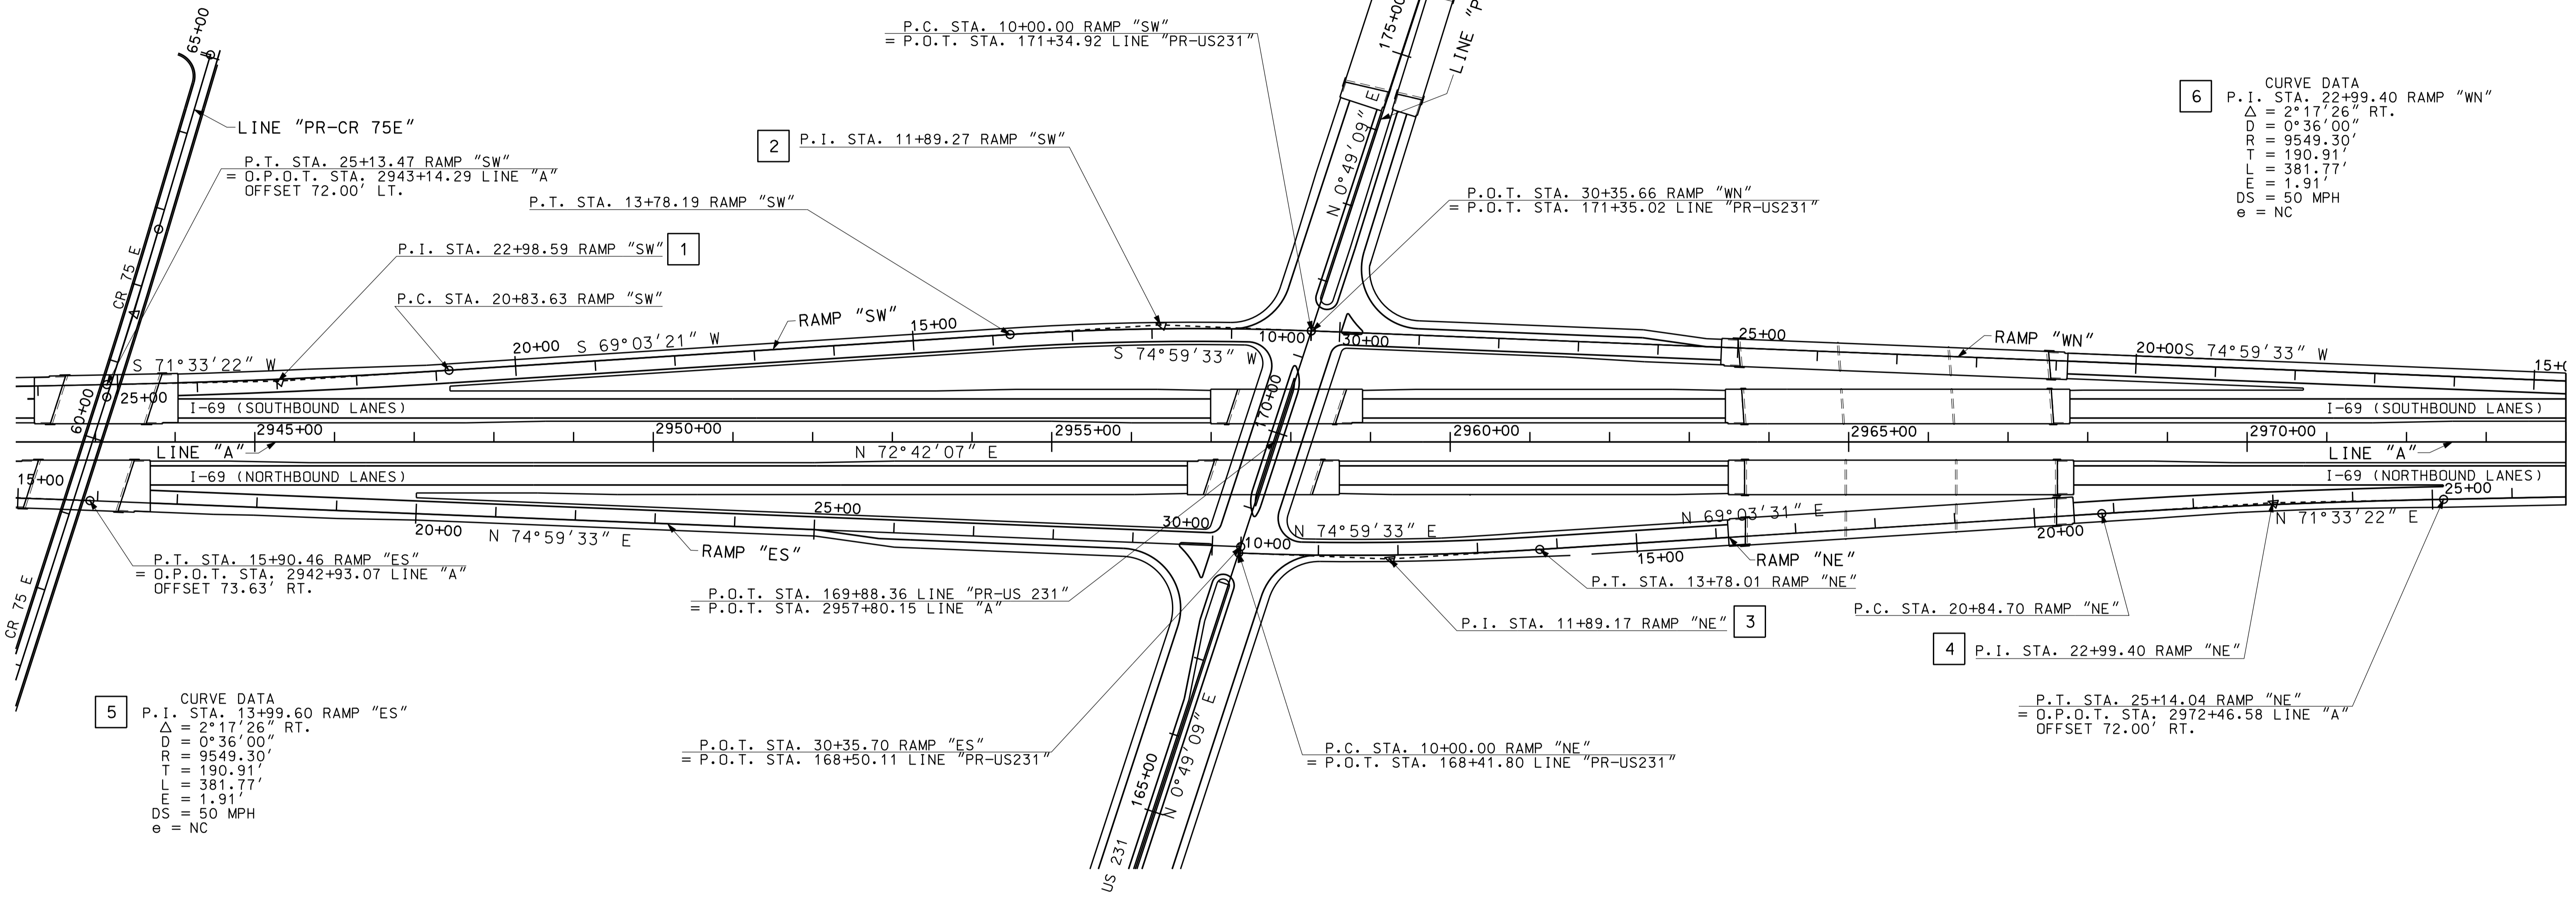 P.C. STA. 10+00.00 RAMP "SW"
= P.O.T. STA. 171+34.92 LINE "PR-US231"
175+00
LINE "P
65+00
LINE "PR-CR 75E"
P.T. STA. 25+13.47 RAMP "SW"
= O.P.O.T. STA. 2943+14.29 LINE "A"
OFFSET 72.00' LT.
2
P.I. STA. 11+89.27 RAMP "SW"
P.T. STA. 13+78.19 RAMP "SW"
P.I. STA. 22+98.59 RAMP "SW"
1
P.C. STA. 20+83.63 RAMP "SW"
N 0°49'09" E
P.O.T. STA. 30+35.66 RAMP "WN"
= P.O.T. STA. 171+35.02 LINE "PR-US231"
6
CURVE DATA
P.I. STA. 22+99.40 RAMP "WN"
Δ = 2°17'26" RT.
D = 0°36'00"
R = 9549.30'
T = 190.91'
L = 381.77'
E = 1.91'
DS = 50 MPH
e = NC
CR 75 E
RAMP "SW"
15+00
20+00
S 69°03'21" W
S 71°33'22" W
25+00
60+00
S 74°59'33" W
10+00
30+00
25+00
RAMP "WN"
20+00
S 74°59'33" W
15+0
I-69 (SOUTHBOUND LANES)
170+00
I-69 (SOUTHBOUND LANES)
2945+00
2950+00
2955+00
2960+00
2965+00
2970+00
LINE "A"
N 72°42'07" E
LINE "A"
15+00
I-69 (NORTHBOUND LANES)
I-69 (NORTHBOUND LANES)
20+00
25+00
30+00
N 74°59'33" E
RAMP "ES"
10+00
N 74°59'33" E
15+00
N 69°03'31" E
RAMP "NE"
20+00
25+00
N 71°33'22" E
P.T. STA. 15+90.46 RAMP "ES"
= O.P.O.T. STA. 2942+93.07 LINE "A"
OFFSET 73.63' RT.
CR 75 E
P.O.T. STA. 169+88.36 LINE "PR-US 231"
= P.O.T. STA. 2957+80.15 LINE "A"
P.T. STA. 13+78.01 RAMP "NE"
P.I. STA. 11+89.17 RAMP "NE"
3
P.C. STA. 20+84.70 RAMP "NE"
4
P.I. STA. 22+99.40 RAMP "NE"
P.T. STA. 25+14.04 RAMP "NE"
= O.P.O.T. STA. 2972+46.58 LINE "A"
OFFSET 72.00' RT.
5
CURVE DATA
P.I. STA. 13+99.60 RAMP "ES"
Δ = 2°17'26" RT.
D = 0°36'00"
R = 9549.30'
T = 190.91'
L = 381.77'
E = 1.91'
DS = 50 MPH
e = NC
P.O.T. STA. 30+35.70 RAMP "ES"
= P.O.T. STA. 168+50.11 LINE "PR-US231"
P.C. STA. 10+00.00 RAMP "NE"
= P.O.T. STA. 168+41.80 LINE "PR-US231"
165+00
N 0°49'09" E
US 231